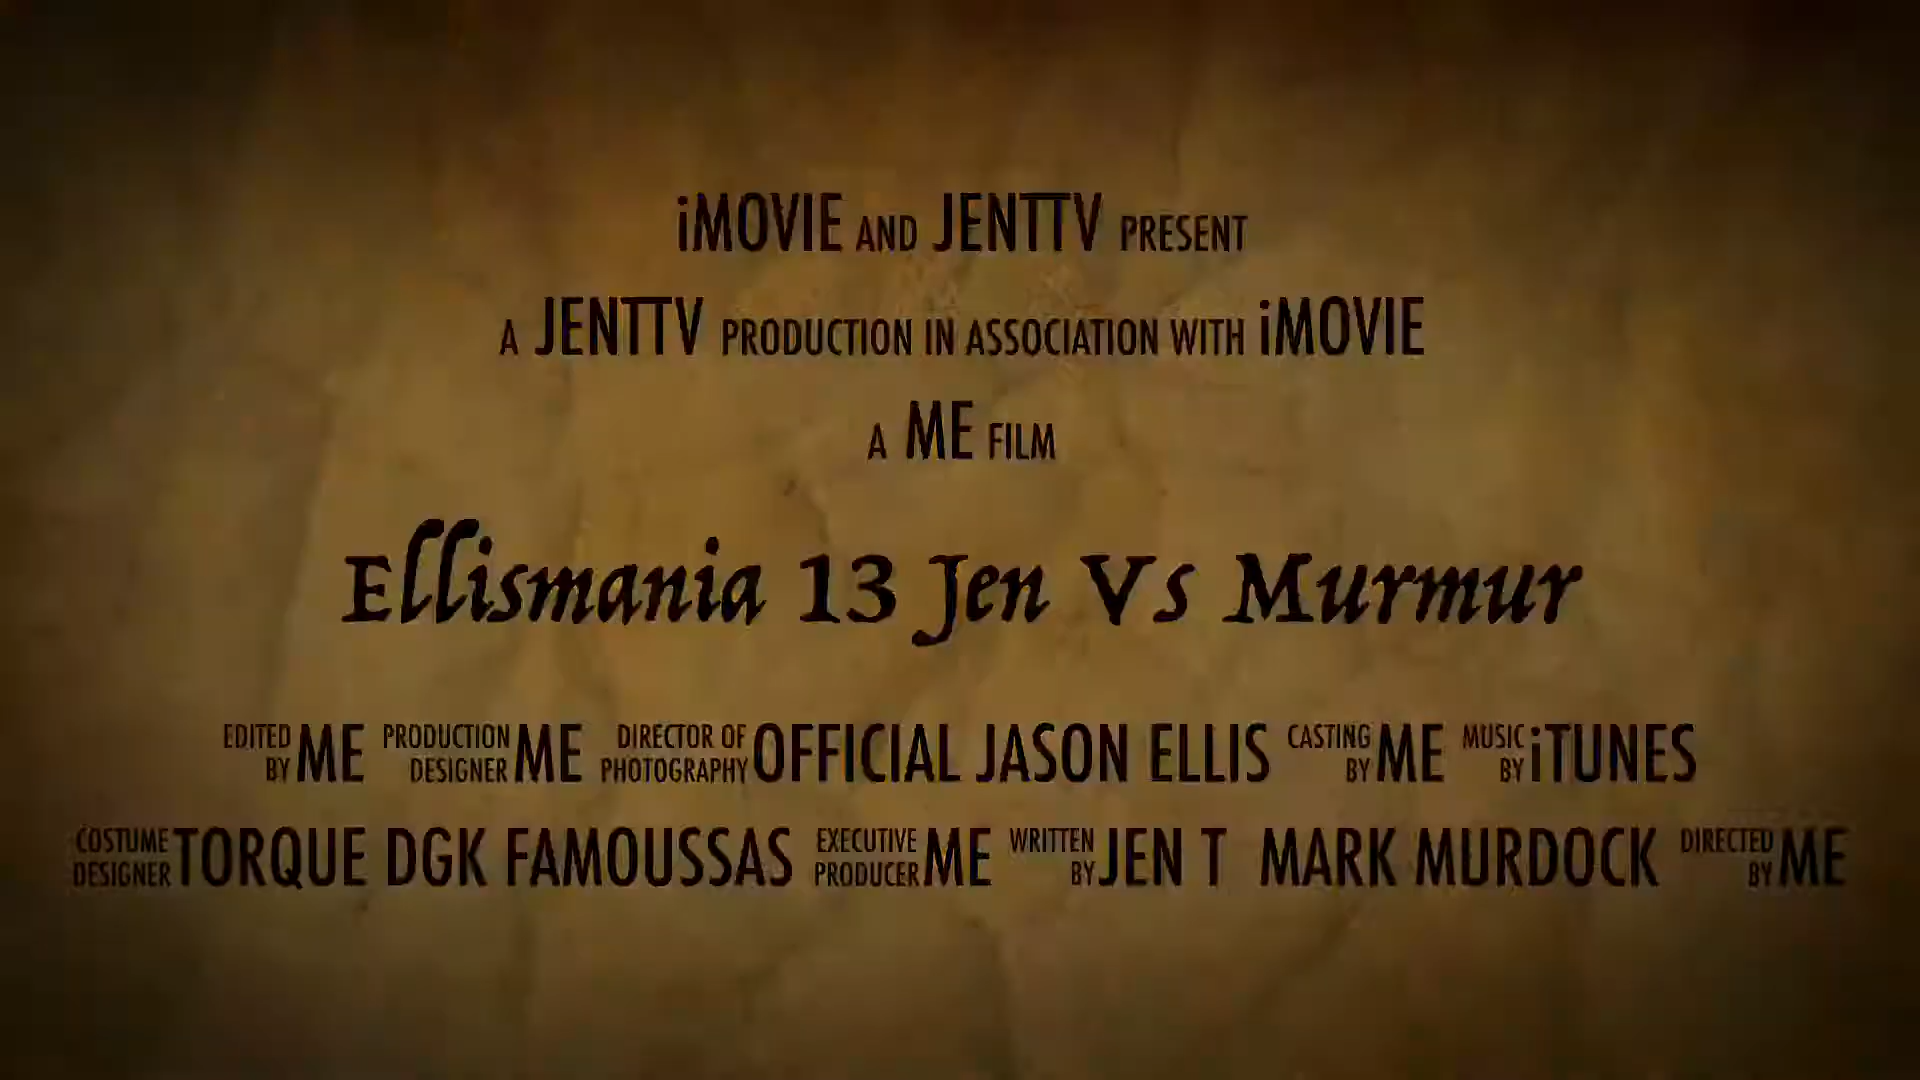 iMOVIE AND JENTTV PRESENT
A JENTTV PRODUCTION IN ASSOCIATION WITH iMOVIE
A ME FILM
Ellismania 13 Jen Vs Murmur
EDITED BY ME PRODUCTION DESIGNER ME DIRECTOR OF PHOTOGRAPHY OFFICIAL JASON ELLIS CASTING BY ME MUSIC BY iTUNES
COSTUME DESIGNER TORQUE DGK FAMOUSSAS EXECUTIVE PRODUCER ME WRITTEN BY JEN T MARK MURDOCK DIRECTED BY ME